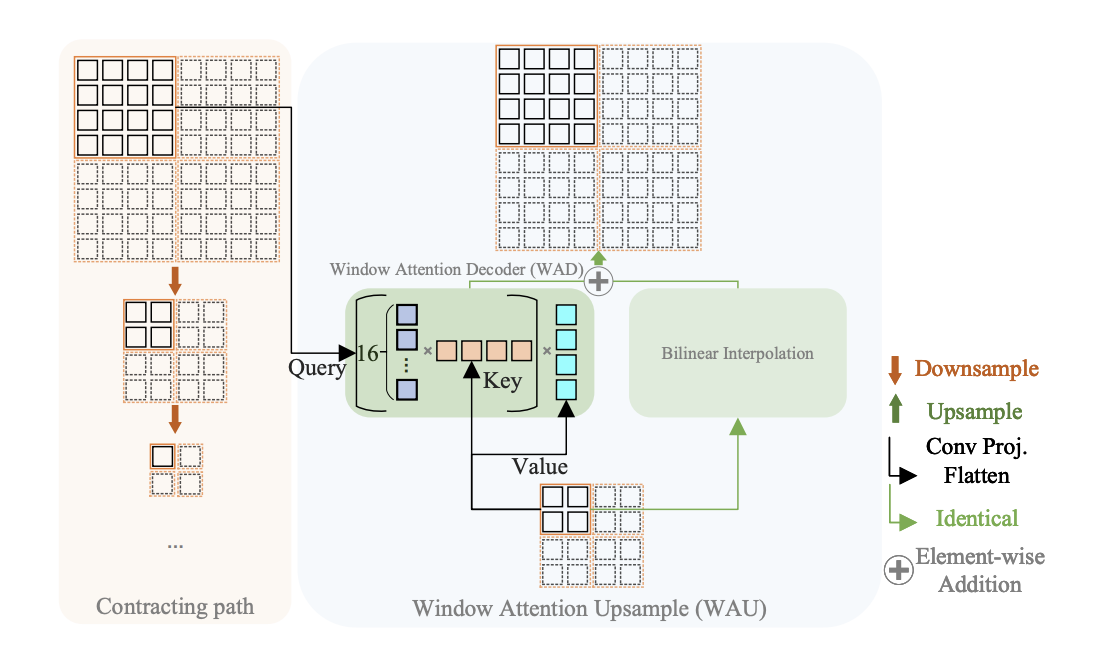 Window Attention Decoder (WAD)
16
Query
Key
Value
Bilinear Interpolation
...
Contracting path
Window Attention Upsample (WAU)
Downsample
Upsample
Conv Proj.
Flatten
Identical
Element-wise
Addition